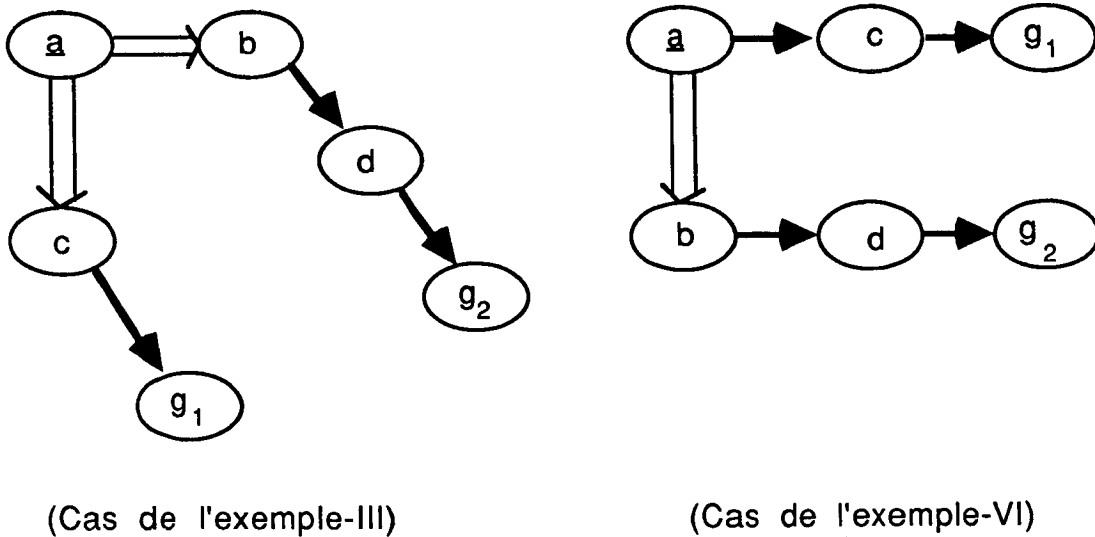 a b
d
c
g₂
g₁
(Cas de l'exemple-III)
a c g₁
b d g₂
(Cas de l'exemple-VI)